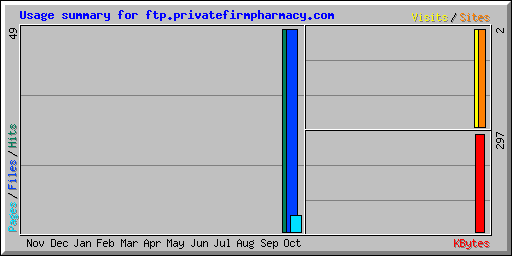 Usage summary for ftp.privatefirmpharmacy.com
Visits / Sites
49
2
297
Pages / Files / Hits
Nov Dec Jan Feb Mar Apr May Jun Jul Aug Sep Oct
KBytes